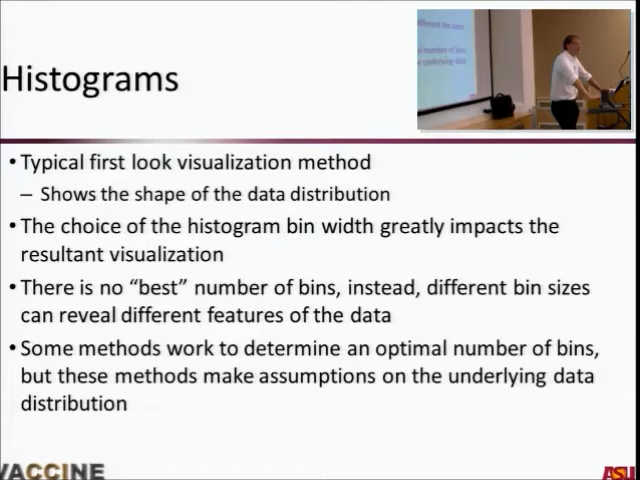 Histograms
• Typical first look visualization method
– Shows the shape of the data distribution
• The choice of the histogram bin width greatly impacts the
resultant visualization
• There is no “best” number of bins, instead, different bin sizes
can reveal different features of the data
• Some methods work to determine an optimal number of bins,
but these methods make assumptions on the underlying data
distribution
VACCINE
ASU